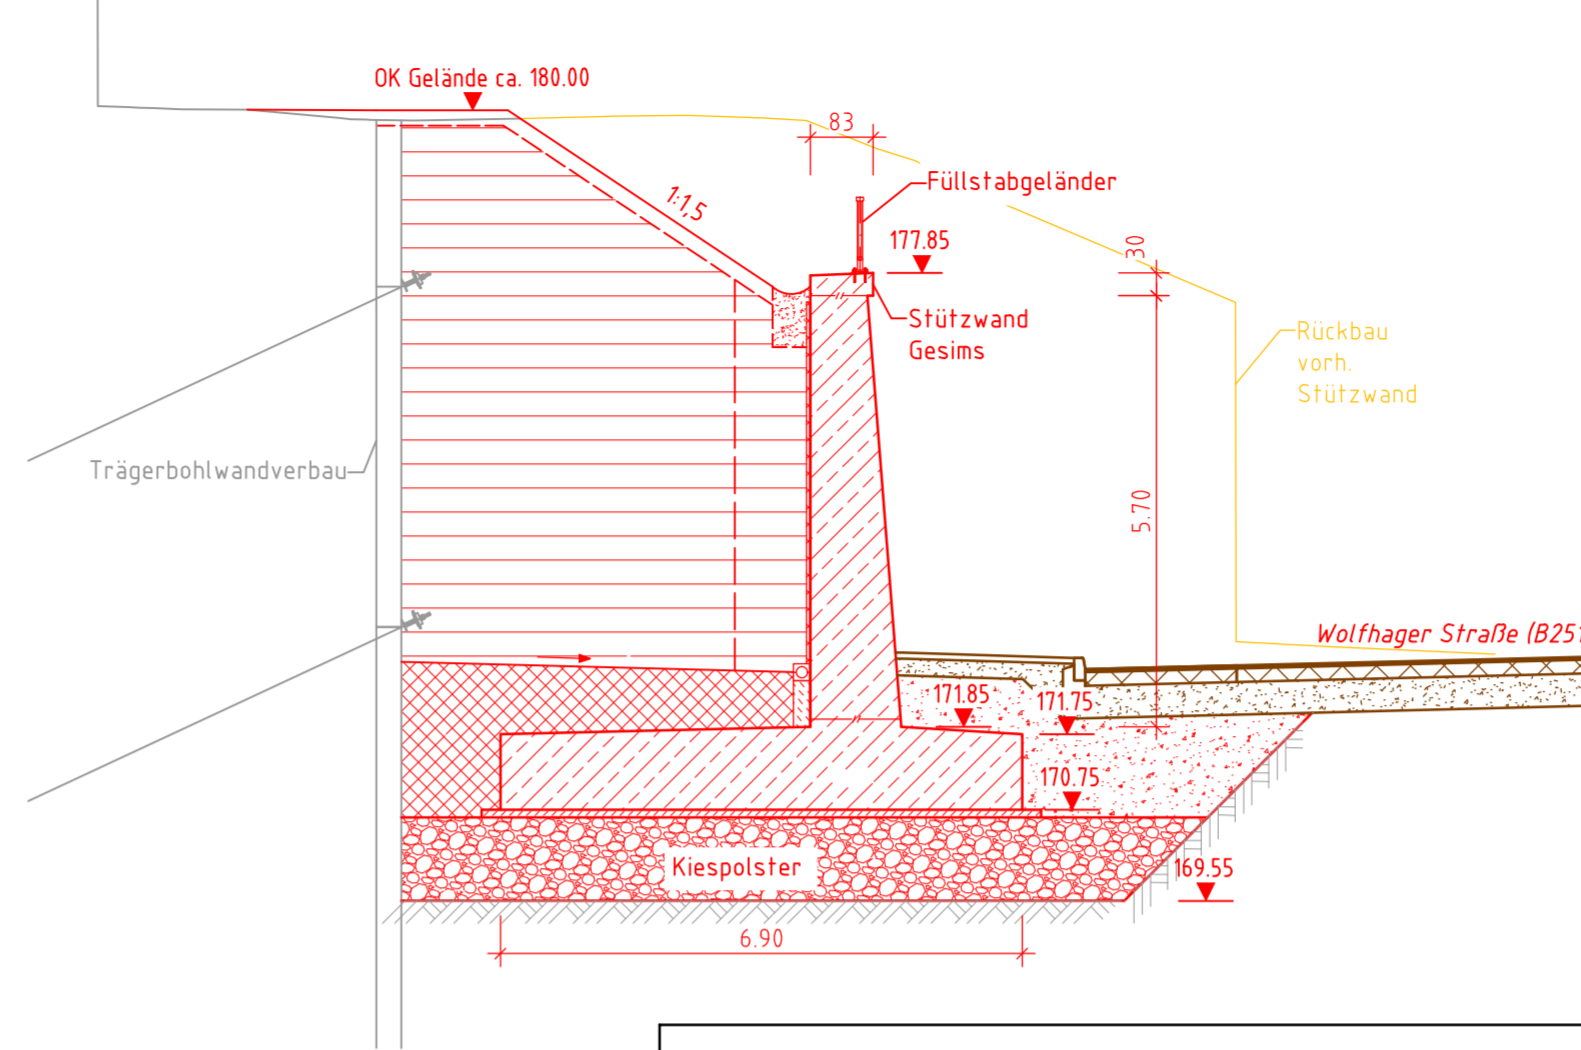 OK Gelände ca. 180.00
83
Füllstabgeländer
1:1,5
177.85
30
Stützwand
Gesims
Rückbau
vorh.
Stützwand
Trägerbohlwandverbau
5.70
Wolfhager Straße (B251
171.85
171.75
170.75
Kiespolster
169.55
6.90